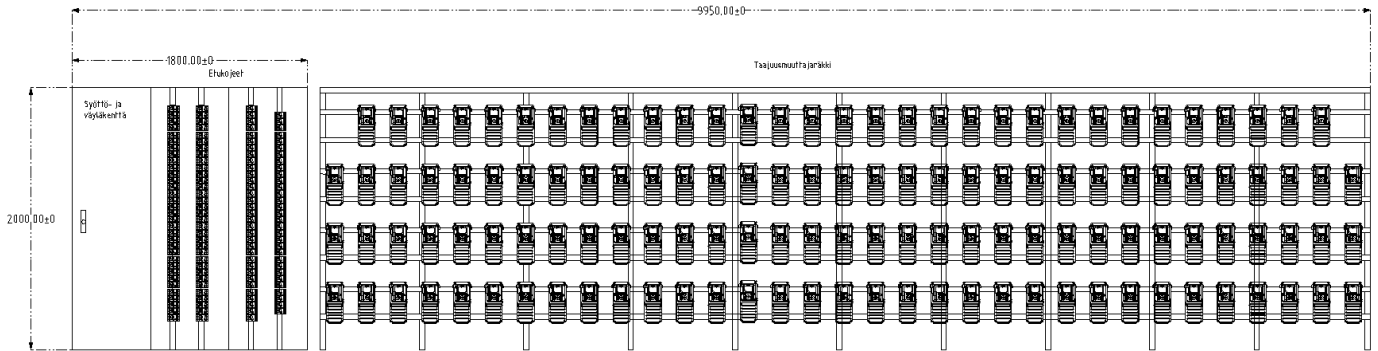 9950,00±0
1800,00±0
Etukojeet
Taajuusmuuttajaräkki
Syöttö- ja
väyläkenttä
2000,00±0